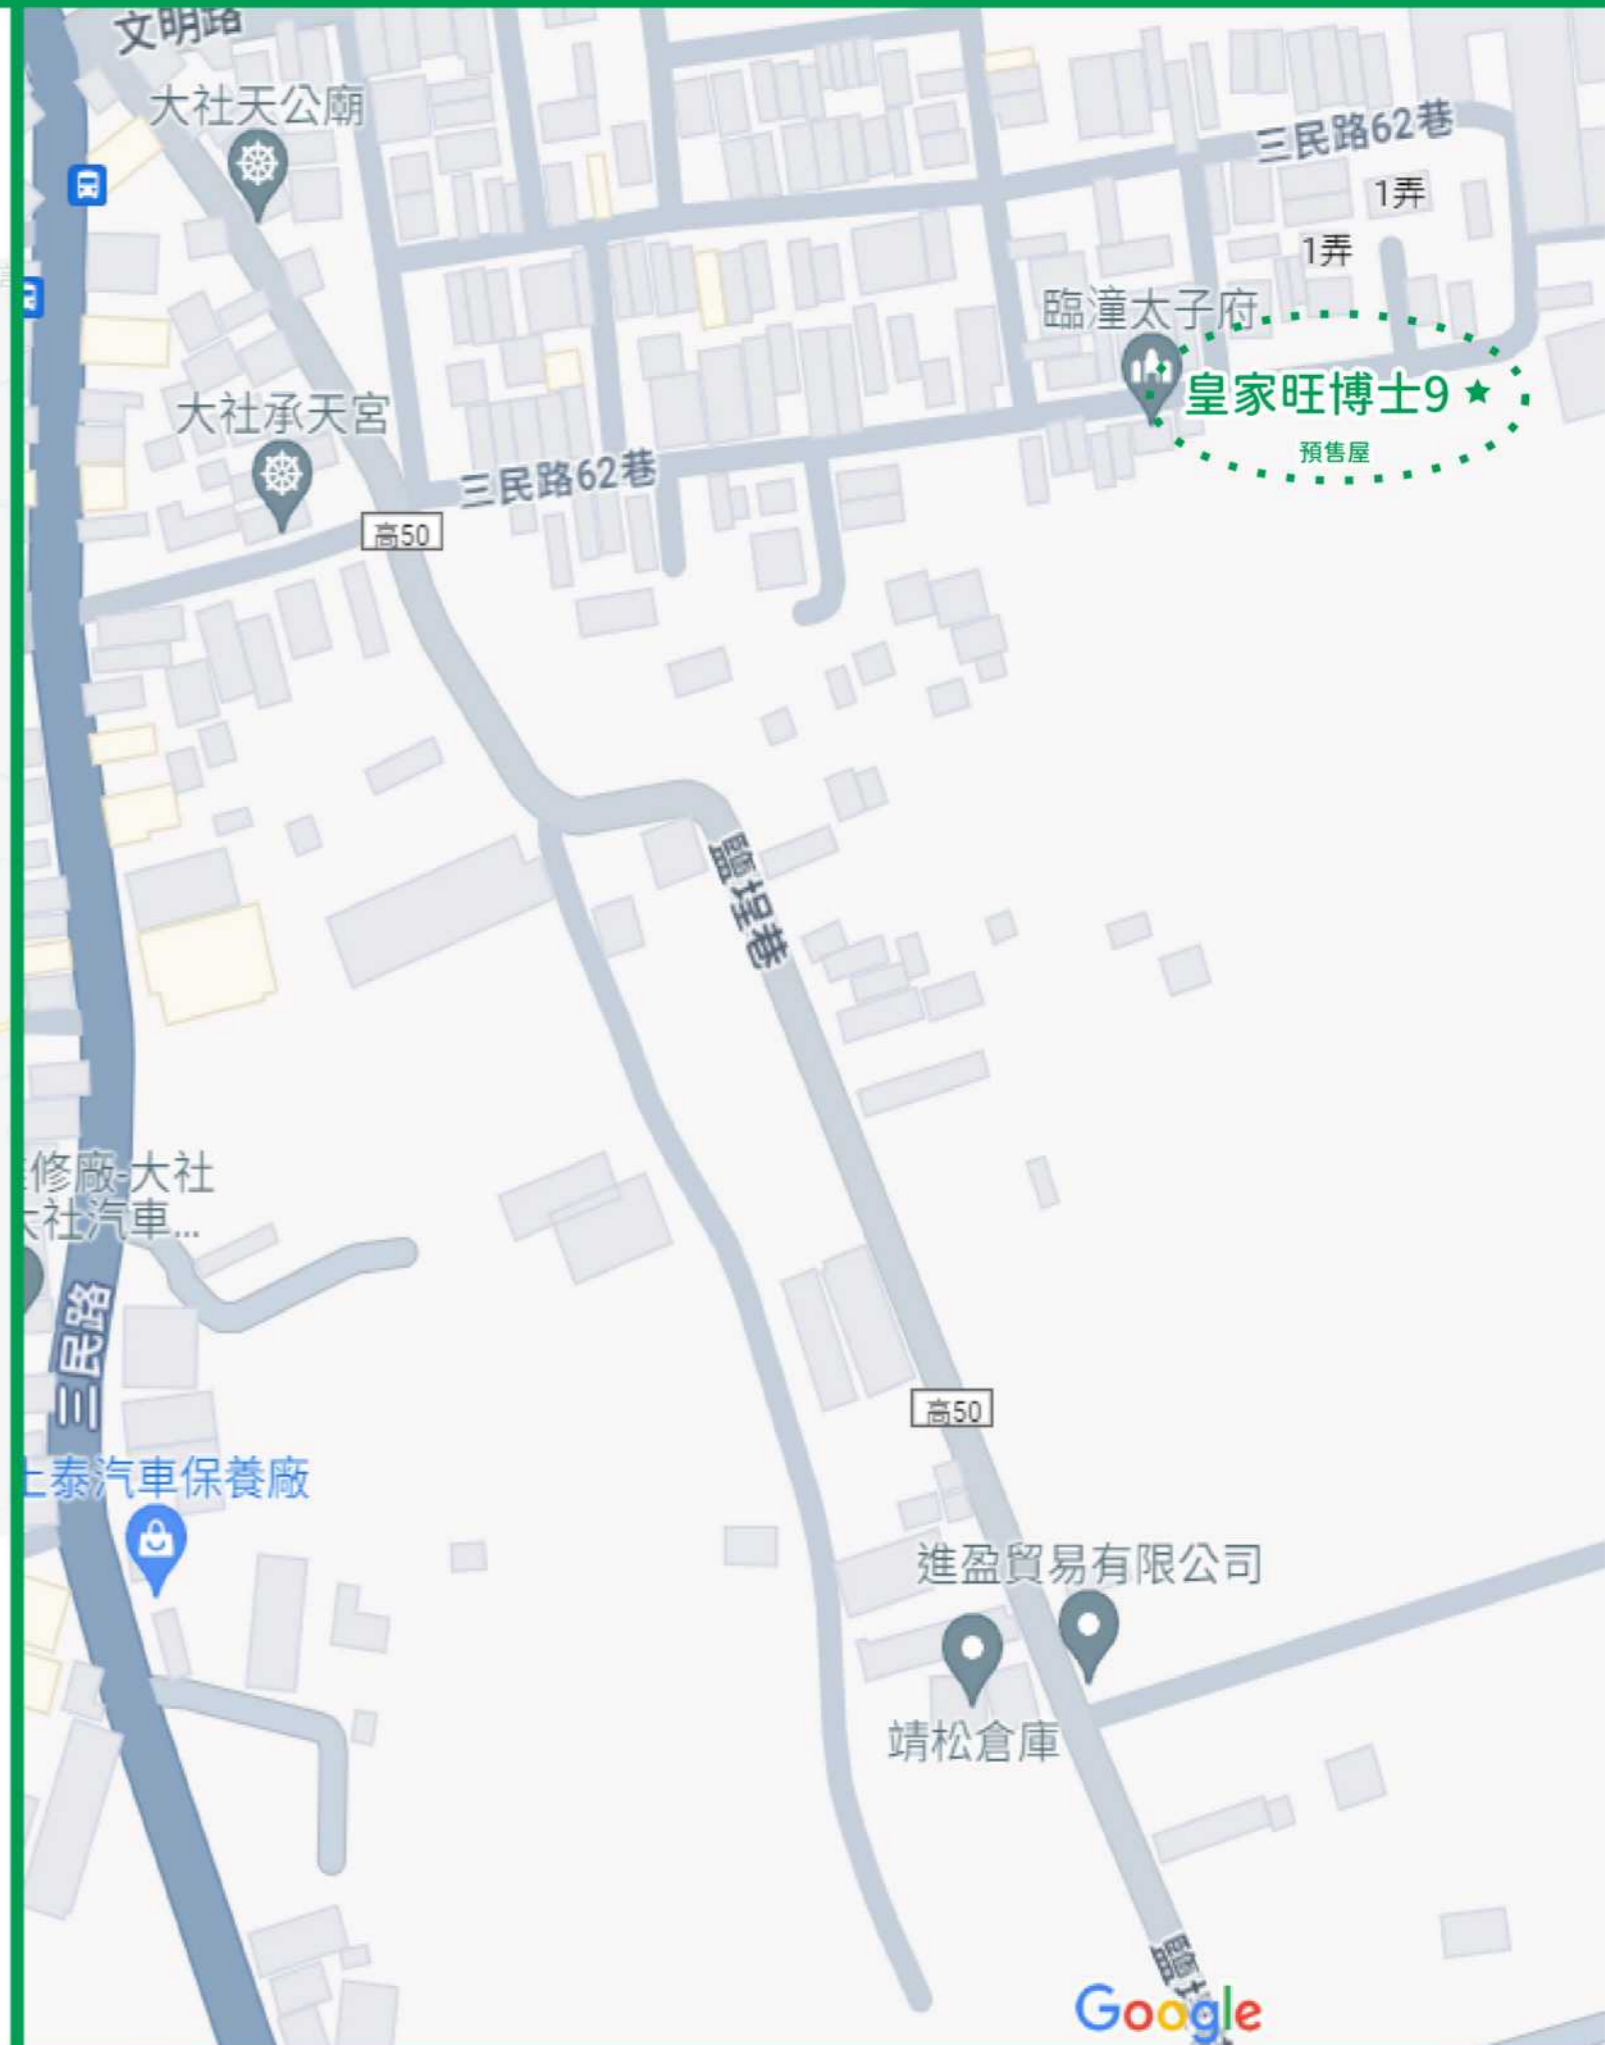 文明路
大社天公廟
三民路62巷
1弄
1弄
臨潼太子府
皇家旺博士9
預售屋
大社承天宮
三民路62巷
高50
鹽埕巷
修廠-大社
大社汽車...
三民路
高50
上泰汽車保養廠
進盈貿易有限公司
靖松倉庫
鹽埕
Google